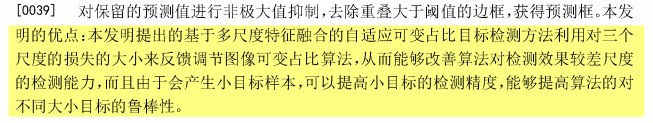 [0039] 对保留的预测值进行非极大值抑制,去除重叠大于阈值的边框,获得预测框。本发
明的优点:本发明提出的基于多尺度特征融合的自适应可变占比目标检测方法利用对三个
尺度的损失的大小来反馈调节图像可变占比算法,从而能够改善算法对检测效果较差尺度
的检测能力,而且由于会产生小目标样本,可以提高小目标的检测精度,能够提高算法的对
不同大小目标的鲁棒性。